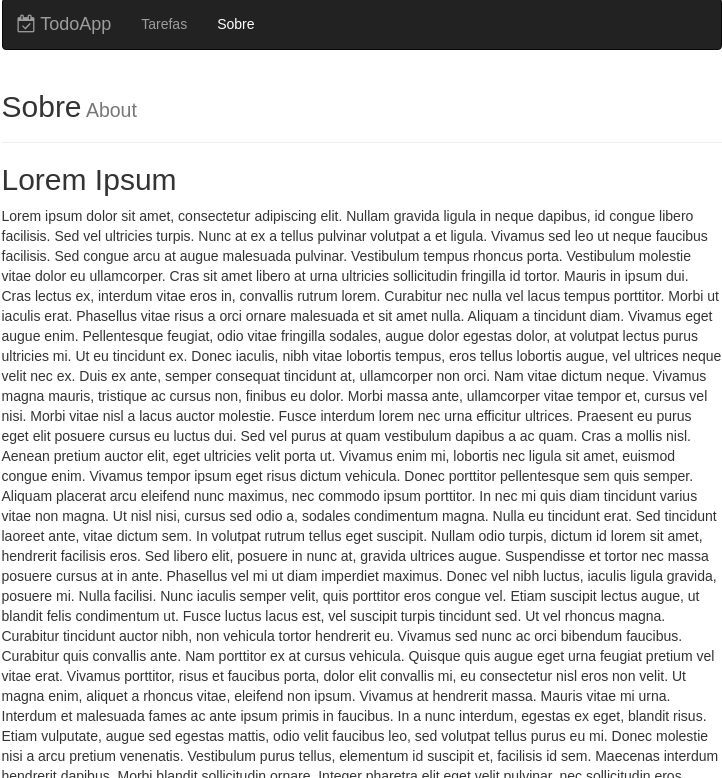 TodoApp Tarefas Sobre
Sobre About
Lorem Ipsum
Lorem ipsum dolor sit amet, consectetur adipiscing elit. Nullam gravida ligula in neque dapibus, id congue libero
facilisis. Sed vel ultricies turpis. Nunc at ex a tellus pulvinar volutpat a et ligula. Vivamus sed leo ut neque faucibus
facilisis. Sed congue arcu at augue malesuada pulvinar. Vestibulum tempus rhoncus porta. Vestibulum molestie
vitae dolor eu ullamcorper. Cras sit amet libero at urna ultricies sollicitudin fringilla id tortor. Mauris in ipsum dui.
Cras lectus ex, interdum vitae eros in, convallis rutrum lorem. Curabitur nec nulla vel lacus tempus porttitor. Morbi ut
iaculis erat. Phasellus vitae risus a orci ornare malesuada et sit amet nulla. Aliquam a tincidunt diam. Vivamus eget
augue enim. Pellentesque feugiat, odio vitae fringilla sodales, augue dolor egestas dolor, at volutpat lectus purus
ultricies mi. Ut eu tincidunt ex. Donec iaculis, nibh vitae lobortis tempus, eros tellus lobortis augue, vel ultrices neque
velit nec ex. Duis ex ante, semper consequat tincidunt at, ullamcorper non orci. Nam vitae dictum neque. Vivamus
magna mauris, tristique ac cursus non, finibus eu dolor. Morbi massa ante, ullamcorper vitae tempor et, cursus vel
nisi. Morbi vitae nisl a lacus auctor molestie. Fusce interdum lorem nec urna efficitur ultrices. Praesent eu purus
eget elit posuere cursus eu luctus dui. Sed vel purus at quam vestibulum dapibus a ac quam. Cras a mollis nisl.
Aenean pretium auctor elit, eget ultricies velit porta ut. Vivamus enim mi, lobortis nec ligula sit amet, euismod
congue enim. Vivamus tempor ipsum eget risus dictum vehicula. Donec porttitor pellentesque sem quis semper.
Aliquam placerat arcu eleifend nunc maximus, nec commodo ipsum porttitor. In nec mi quis diam tincidunt varius
vitae non magna. Ut nisl nisi, cursus sed odio a, sodales condimentum magna. Nulla eu tincidunt erat. Sed tincidunt
laoreet ante, vitae dictum sem. In volutpat rutrum tellus eget suscipit. Nullam odio turpis, dictum id lorem sit amet,
hendrerit facilisis eros. Sed libero elit, posuere in nunc at, gravida ultrices augue. Suspendisse et tortor nec massa
posuere cursus at in ante. Phasellus vel mi ut diam imperdiet maximus. Donec vel nibh luctus, iaculis ligula gravida,
posuere mi. Nulla facilisi. Nunc iaculis semper velit, quis porttitor eros congue vel. Etiam suscipit lectus augue, ut
blandit felis condimentum ut. Fusce luctus lacus est, vel suscipit turpis tincidunt sed. Ut vel rhoncus magna.
Curabitur tincidunt auctor nibh, non vehicula tortor hendrerit eu. Vivamus sed nunc ac orci bibendum faucibus.
Curabitur quis convallis ante. Nam porttitor ex at cursus vehicula. Quisque quis augue eget urna feugiat pretium vel
vitae erat. Vivamus porttitor, risus et faucibus porta, dolor elit convallis mi, eu consectetur nisl eros non velit. Ut
magna enim, aliquet a rhoncus vitae, eleifend non ipsum. Vivamus at hendrerit massa. Mauris vitae mi urna.
Interdum et malesuada fames ac ante ipsum primis in faucibus. In a nunc interdum, egestas ex eget, blandit risus.
Etiam vulputate, augue sed egestas mattis, odio velit faucibus leo, sed volutpat tellus purus eu mi. Donec molestie
nisi a arcu pretium venenatis. Vestibulum purus tellus, elementum id suscipit et, facilisis id sem. Maecenas interdum
hendrerit dapibus. Morbi blandit sollicitudin ornare. Integer pharetra elit eget velit pulvinar, nec sollicitudin eros